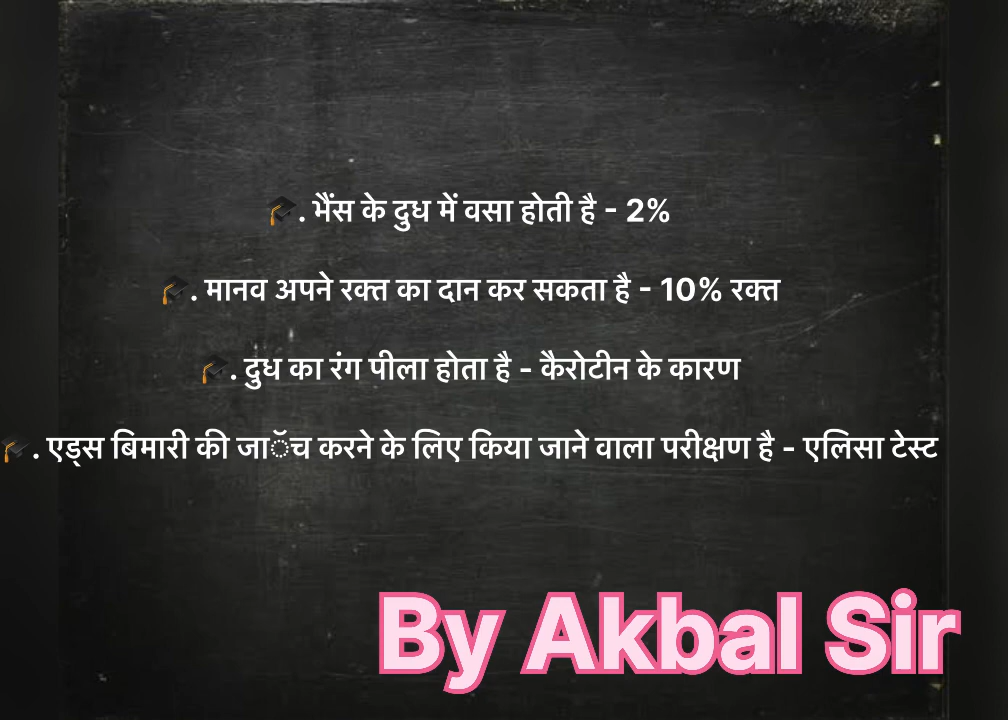 🎓. भैंस के दुध में वसा होती है - 2%
🎓. मानव अपने रक्त का दान कर सकता है - 10% रक्त
🎓. दुध का रंग पीला होता है - कैरोटीन के कारण
🎓. एड्स बिमारी की जाॅच करने के लिए किया जाने वाला परीक्षण है - एलिसा टेस्ट
By Akbal Sir